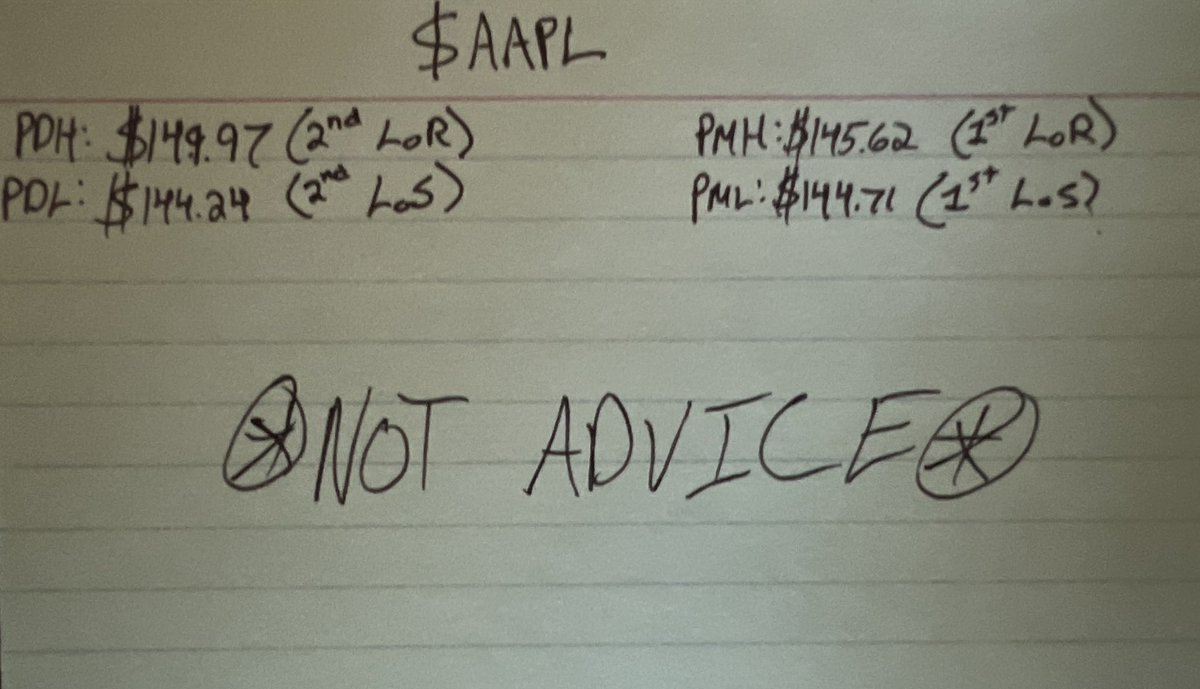 $AAPL
PDH: $149.97 (2nd LoR) PMH: $145.62 (1st LoR)
PDL: $144.24 (2nd LoS) PML: $144.71 (1st LoS)
*NOT ADVICE*